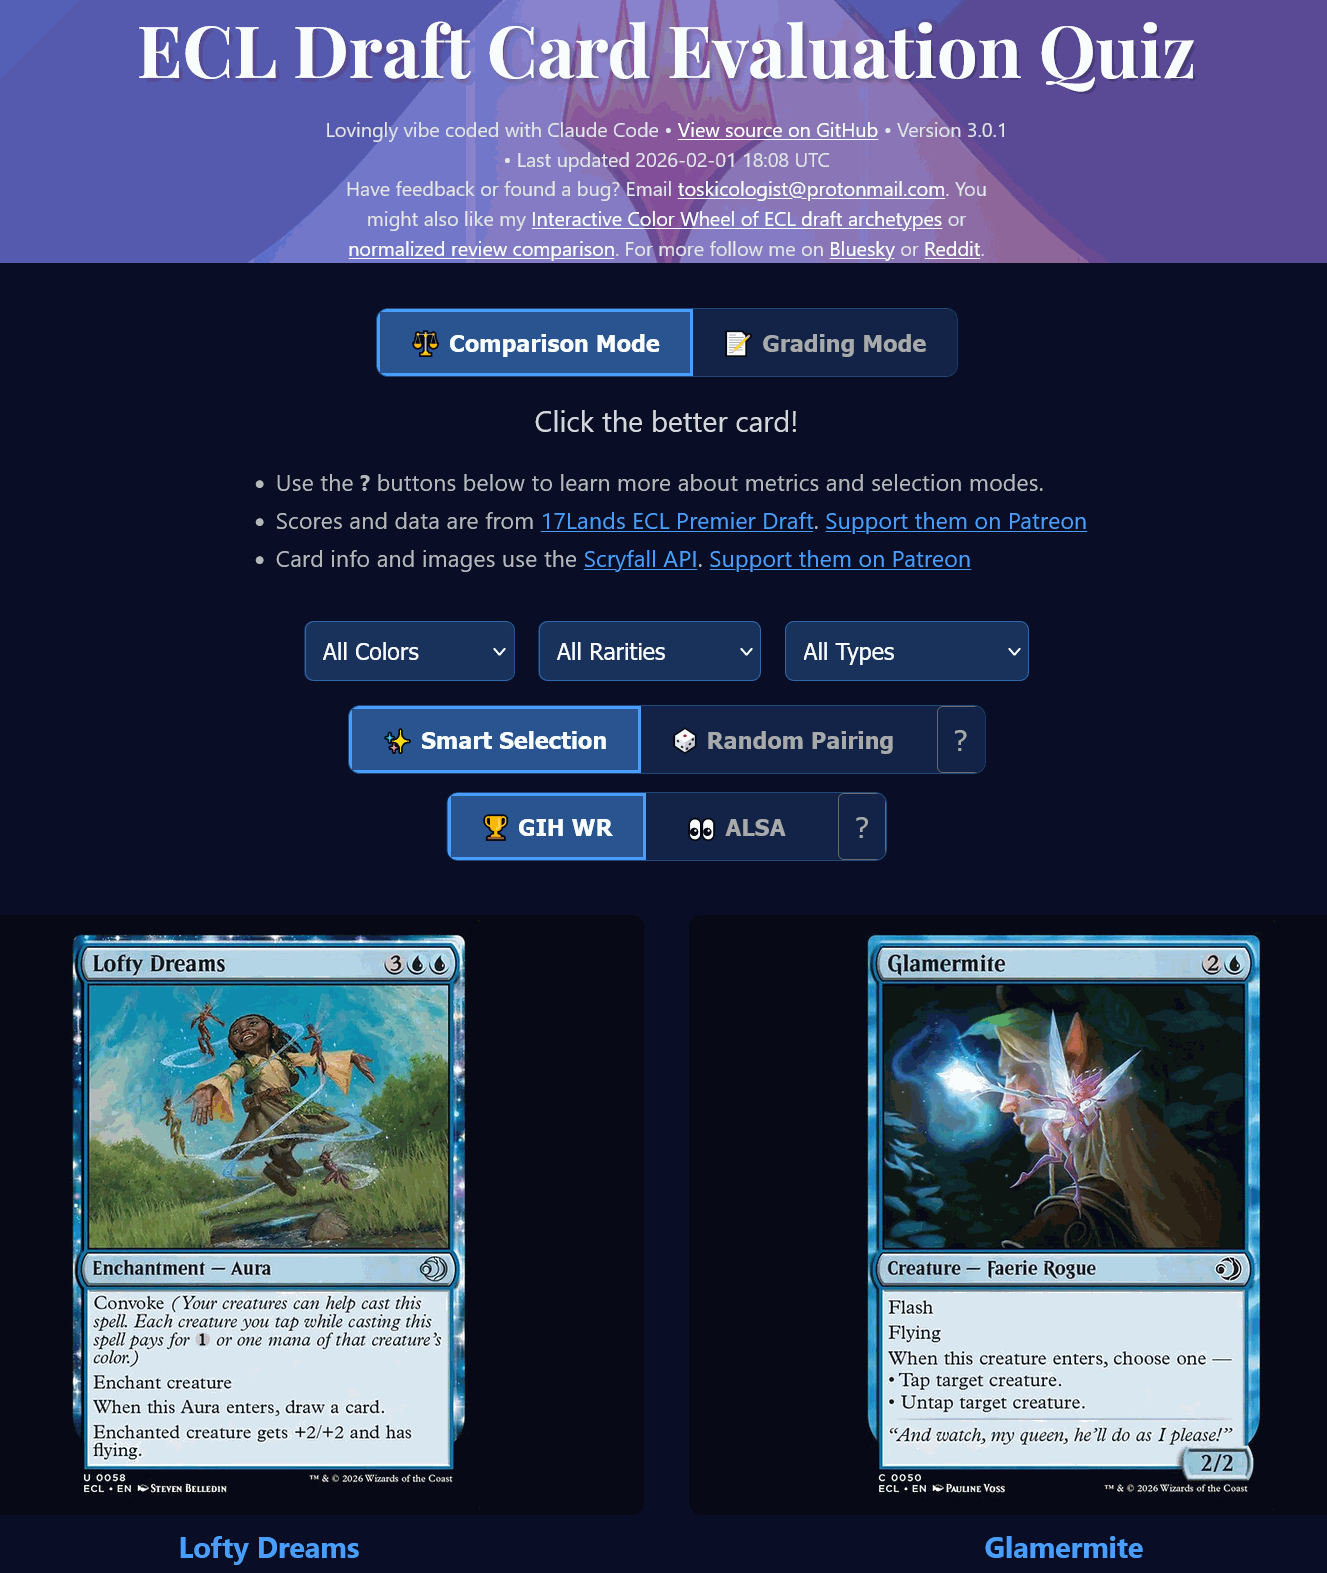 ECL Draft Card Evaluation Quiz
Lovingly vibe coded with Claude Code • View source on GitHub • Version 3.0.1
• Last updated 2026-02-01 18:08 UTC
Have feedback or found a bug? Email toskicologist@protonmail.com. You
might also like my Interactive Color Wheel of ECL draft archetypes or
normalized review comparison. For more follow me on Bluesky or Reddit.
Comparison Mode
Grading Mode
Click the better card!
• Use the ? buttons below to learn more about metrics and selection modes.
• Scores and data are from 17Lands ECL Premier Draft. Support them on Patreon
• Card info and images use the Scryfall API. Support them on Patreon
All Colors
All Rarities
All Types
Smart Selection
Random Pairing
?
GIH WR
ALSA
?
Lofty Dreams
3
Enchantment — Aura
Convoke (Your creatures can help cast this
spell. Each creature you tap while casting this
spell pays for 1 or one mana of that creature's
color.)
Enchant creature
When this Aura enters, draw a card.
Enchanted creature gets +2/+2 and has
flying.
U 0058
ECL • EN Steven Belledin
™ & © 2026 Wizards of the Coast
Lofty Dreams
Glamermite
2
Creature — Faerie Rogue
Flash
Flying
When this creature enters, choose one —
• Tap target creature.
• Untap target creature.
"And watch, my queen, he'll do as I please!"
2/2
C 0050
ECL • EN Pauline Voss
™ & © 2026 Wizards of the Coast
Glamermite